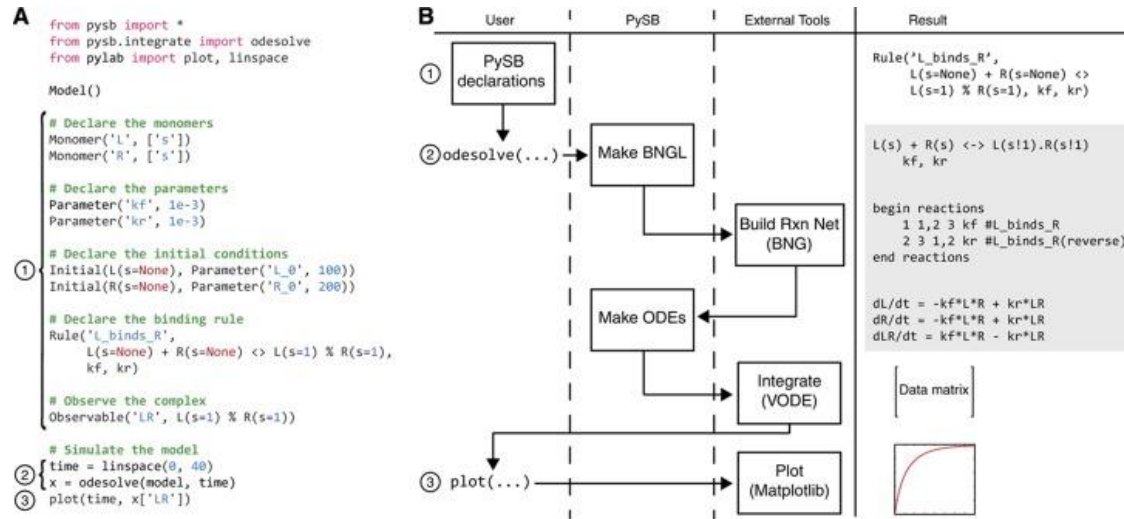 A
from pysb import *
from pysb.integrate import odesolve
from pylab import plot, linspace
Model()
①
# Declare the monomers
Monomer('L', ['s'])
Monomer('R', ['s'])
# Declare the parameters
Parameter('kf', 1e-3)
Parameter('kr', 1e-3)
# Declare the initial conditions
Initial(L(s=None), Parameter('L_0', 100))
Initial(R(s=None), Parameter('R_0', 200))
# Declare the binding rule
Rule('L_binds_R',
L(s=None) + R(s=None) <> L(s=1) % R(s=1),
kf, kr)
# Observe the complex
Observable('LR', L(s=1) % R(s=1))
# Simulate the model
②
time = linspace(0, 40)
x = odesolve(model, time)
③ plot(time, x['LR'])
B
User
PySB
External Tools
Result
①
PySB
declarations
Rule('L_binds_R',
L(s=None) + R(s=None) <>
L(s=1) % R(s=1), kf, kr)
② odesolve(...)
Make BNGL
L(s) + R(s) <-> L(s!1).R(s!1)
kf, kr
Build Rxn Net
(BNG)
begin reactions
1 1,2 3 kf #L_binds_R
2 3 1,2 kr #L_binds_R(reverse)
end reactions
Make ODEs
dL/dt = -kf*L*R + kr*LR
dR/dt = -kf*L*R + kr*LR
dLR/dt = kf*L*R - kr*LR
Integrate
(VODE)
Data matrix
③ plot(...)
Plot
(Matplotlib)